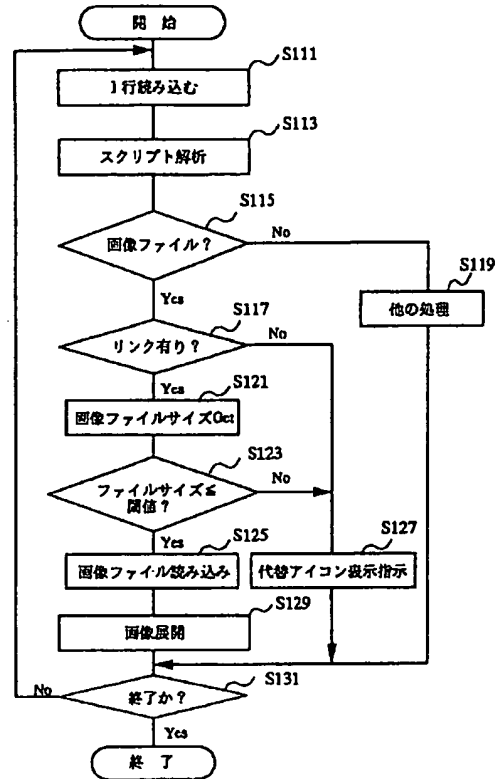 開 始
S111
1行読み込む
S113
スクリプト解析
S115
画像ファイル?
No
S119
他の処理
Yes
S117
リンク有り?
No
Yes
S121
画像ファイルサイズGet
S123
ファイルサイズ≦
閾値?
No
Yes
S125
画像ファイル読み込み
S127
代替アイコン表示指示
S129
画像展開
S131
終了か?
No
Yes
終 了